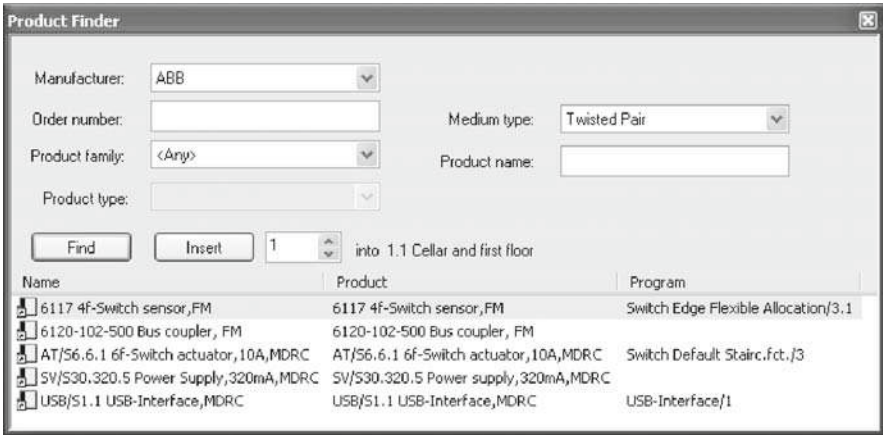 Product Finder
Manufacturer: ABB
Order number: Medium type: Twisted Pair
Product family: <Any> Product name:
Product type:
Find Insert 1 into 1.1 Cellar and first floor
Name Product Program
6117 4f-Switch sensor,FM 6117 4f-Switch sensor,FM Switch Edge Flexible Allocation/3.1
6120-102-500 Bus coupler, FM 6120-102-500 Bus coupler, FM
AT/S6.6.1 6f-Switch actuator,10A,MDRC AT/S6.6.1 6f-Switch actuator,10A,MDRC Switch Default Stairc.fct./3
SV/S30.320.5 Power Supply,320mA,MDRC SV/S30.320.5 Power supply,320mA,MDRC
USB/S1.1 USB-Interface,MDRC USB/S1.1 USB-Interface,MDRC USB-Interface/1